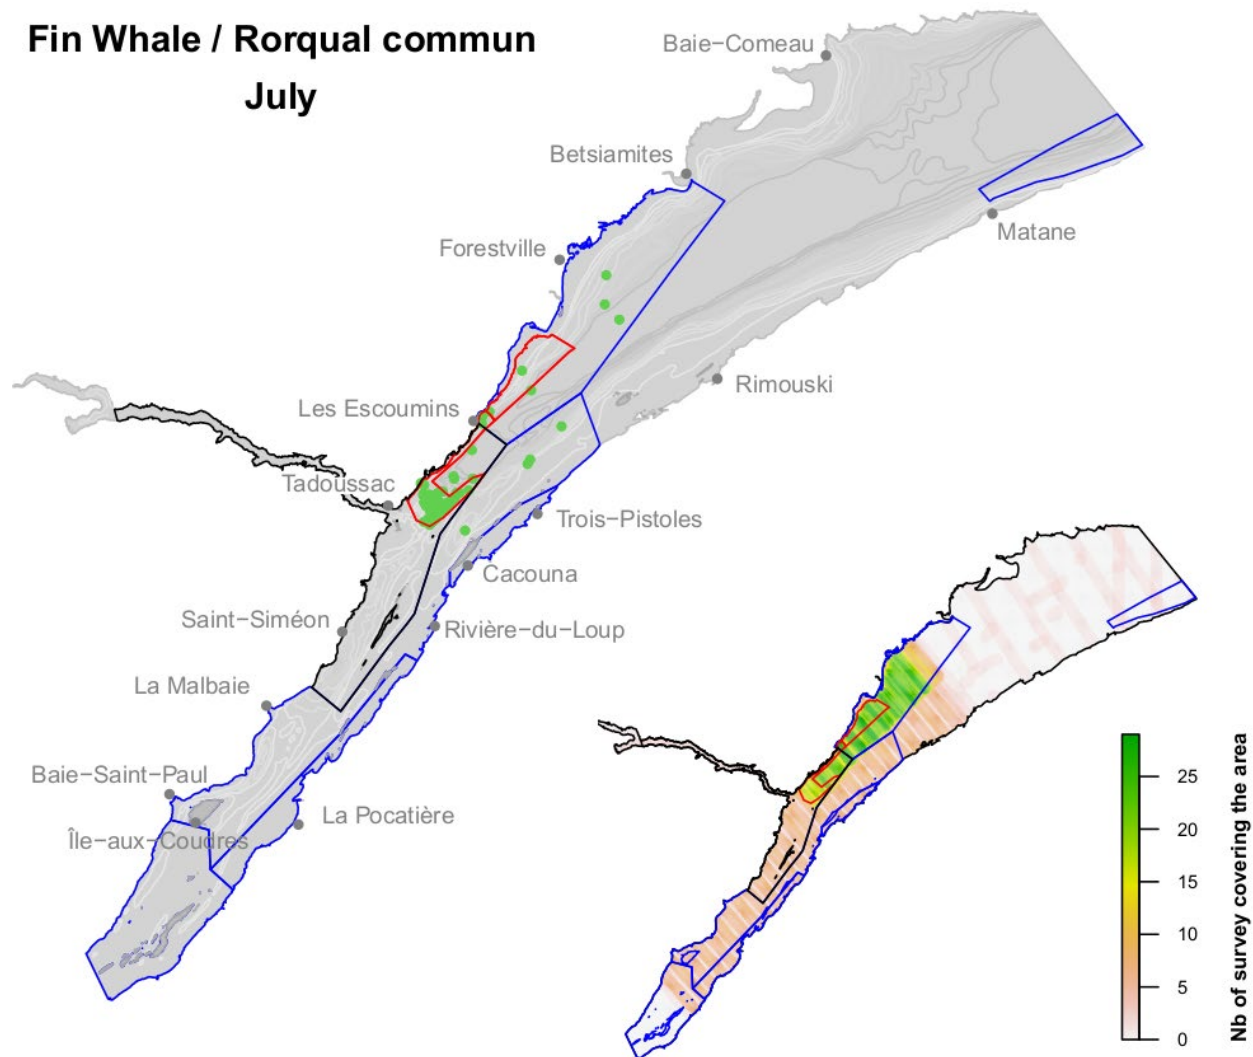 Fin Whale / Rorqual commun
July
Baie−Comeau
Betsiamites
Matane
Forestville
Rimouski
Les Escoumins
Tadoussac
Trois−Pistoles
Cacouna
Saint−Siméon
Rivière−du−Loup
La Malbaie
Baie−Saint−Paul
La Pocatière
Île−aux−Coudres
25
20
15
10
5
0
Nb of survey covering the area